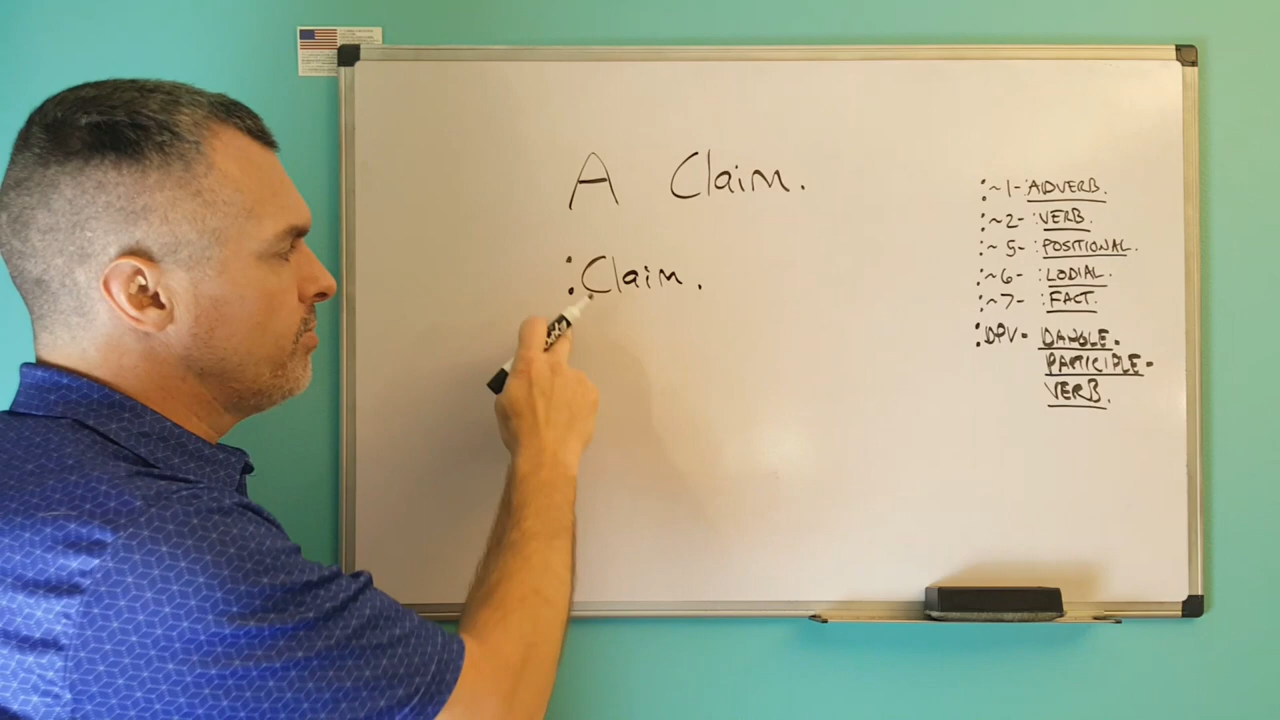 A Claim.
:Claim.
:~1-:ADVERB.
:~2- :VERB.
:~5- :POSITIONAL.
:~6- :LODIAL.
:~7- :FACT.
:DPV- DANGLE-
PARTICIPLE-
VERB.